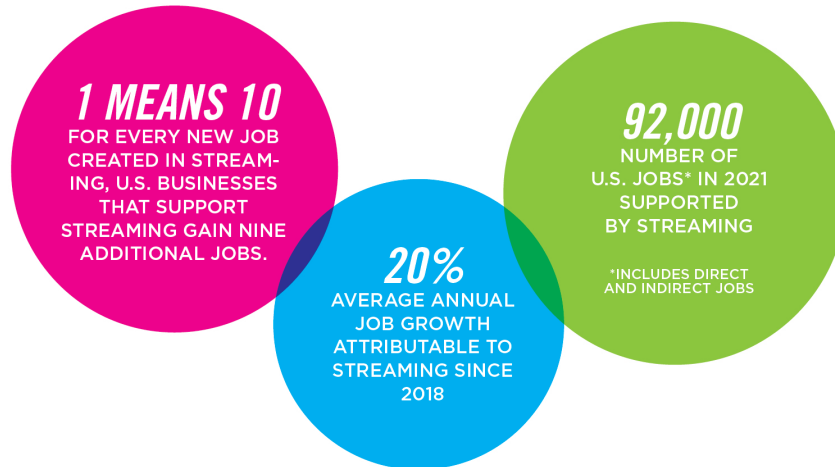 1 MEANS 10
FOR EVERY NEW JOB
CREATED IN STREAM-
ING, U.S. BUSINESSES
THAT SUPPORT
STREAMING GAIN NINE
ADDITIONAL JOBS.
20%
AVERAGE ANNUAL
JOB GROWTH
ATTRIBUTABLE TO
STREAMING SINCE
2018
92,000
NUMBER OF
U.S. JOBS* IN 2021
SUPPORTED
BY STREAMING
*INCLUDES DIRECT
AND INDIRECT JOBS